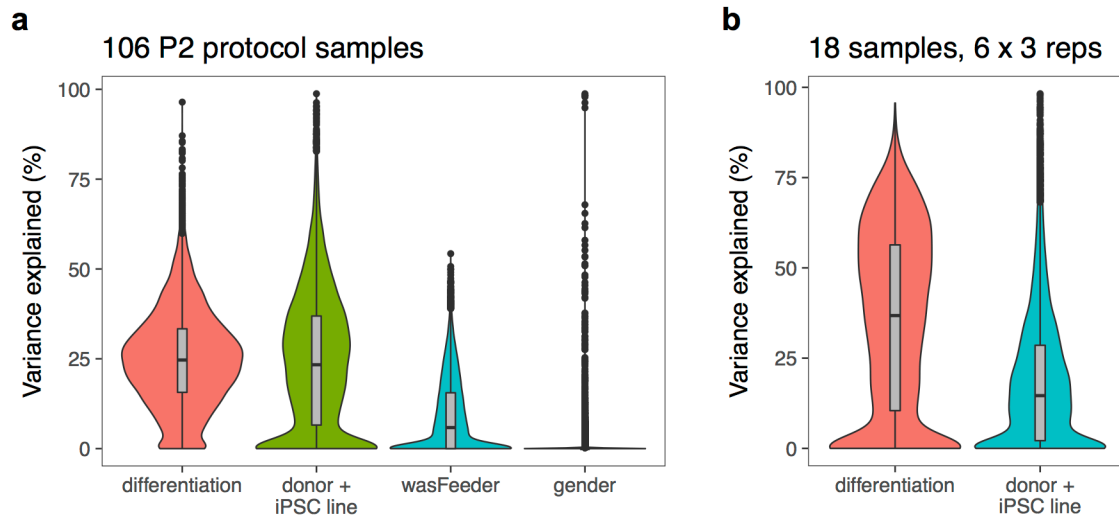 a
106 P2 protocol samples
Variance explained (%)
100
75
50
25
0
differentiation
donor +
iPSC line
wasFeeder
gender
b
18 samples, 6 x 3 reps
Variance explained (%)
100
75
50
25
0
differentiation
donor +
iPSC line